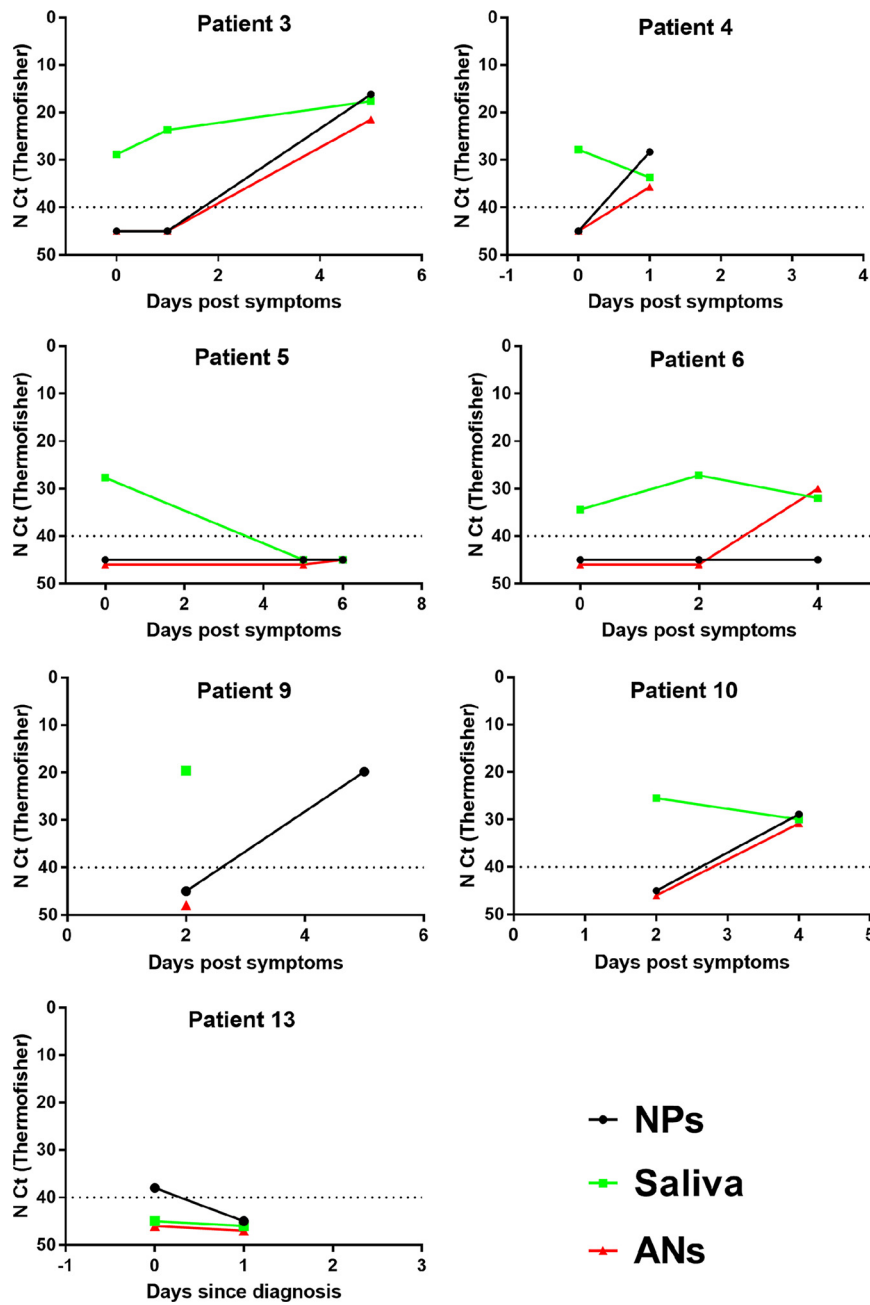 Patient 3
N Ct (Thermofisher)
0
10
20
30
40
50
0 2 4 6
Days post symptoms
Patient 4
N Ct (Thermofisher)
0
10
20
30
40
50
-1 0 1 2 3 4
Days post symptoms
Patient 5
N Ct (Thermofisher)
0
10
20
30
40
50
0 2 4 6 8
Days post symptoms
Patient 6
N Ct (Thermofisher)
0
10
20
30
40
50
0 2 4
Days post symptoms
Patient 9
N Ct (Thermofisher)
0
10
20
30
40
50
0 2 4 6
Days post symptoms
Patient 10
N Ct (Thermofisher)
0
10
20
30
40
50
0 1 2 3 4 5
Days post symptoms
Patient 13
N Ct (Thermofisher)
0
10
20
30
40
50
-1 0 1 2 3
Days since diagnosis
NPs
Saliva
ANs